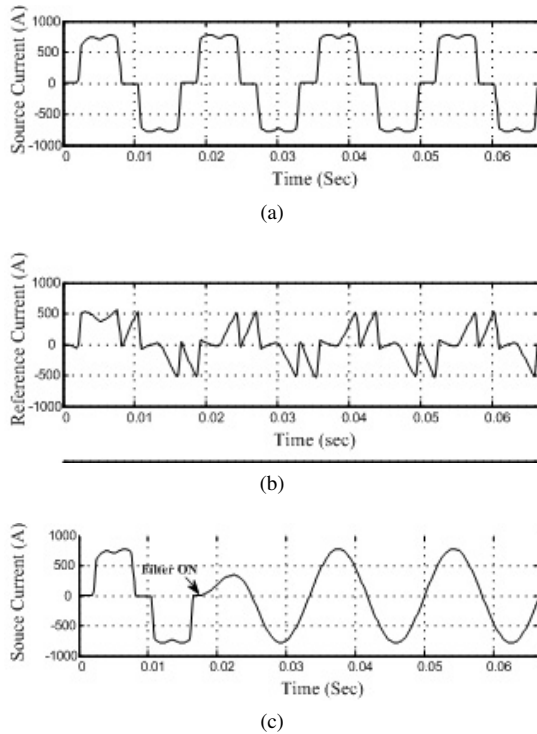 1000
500
0
-500
-1000
Source Current (A)
0 0.01 0.02 0.03 0.04 0.05 0.06
Time (Sec)
(a)
1000
500
0
-500
-1000
Reference Current (A)
0 0.01 0.02 0.03 0.04 0.05 0.06
Time (sec)
(b)
1000
500
0
-500
-1000
Souce Current (A)
Filter ON
0 0.01 0.02 0.03 0.04 0.05 0.06
Time (Sec)
(c)